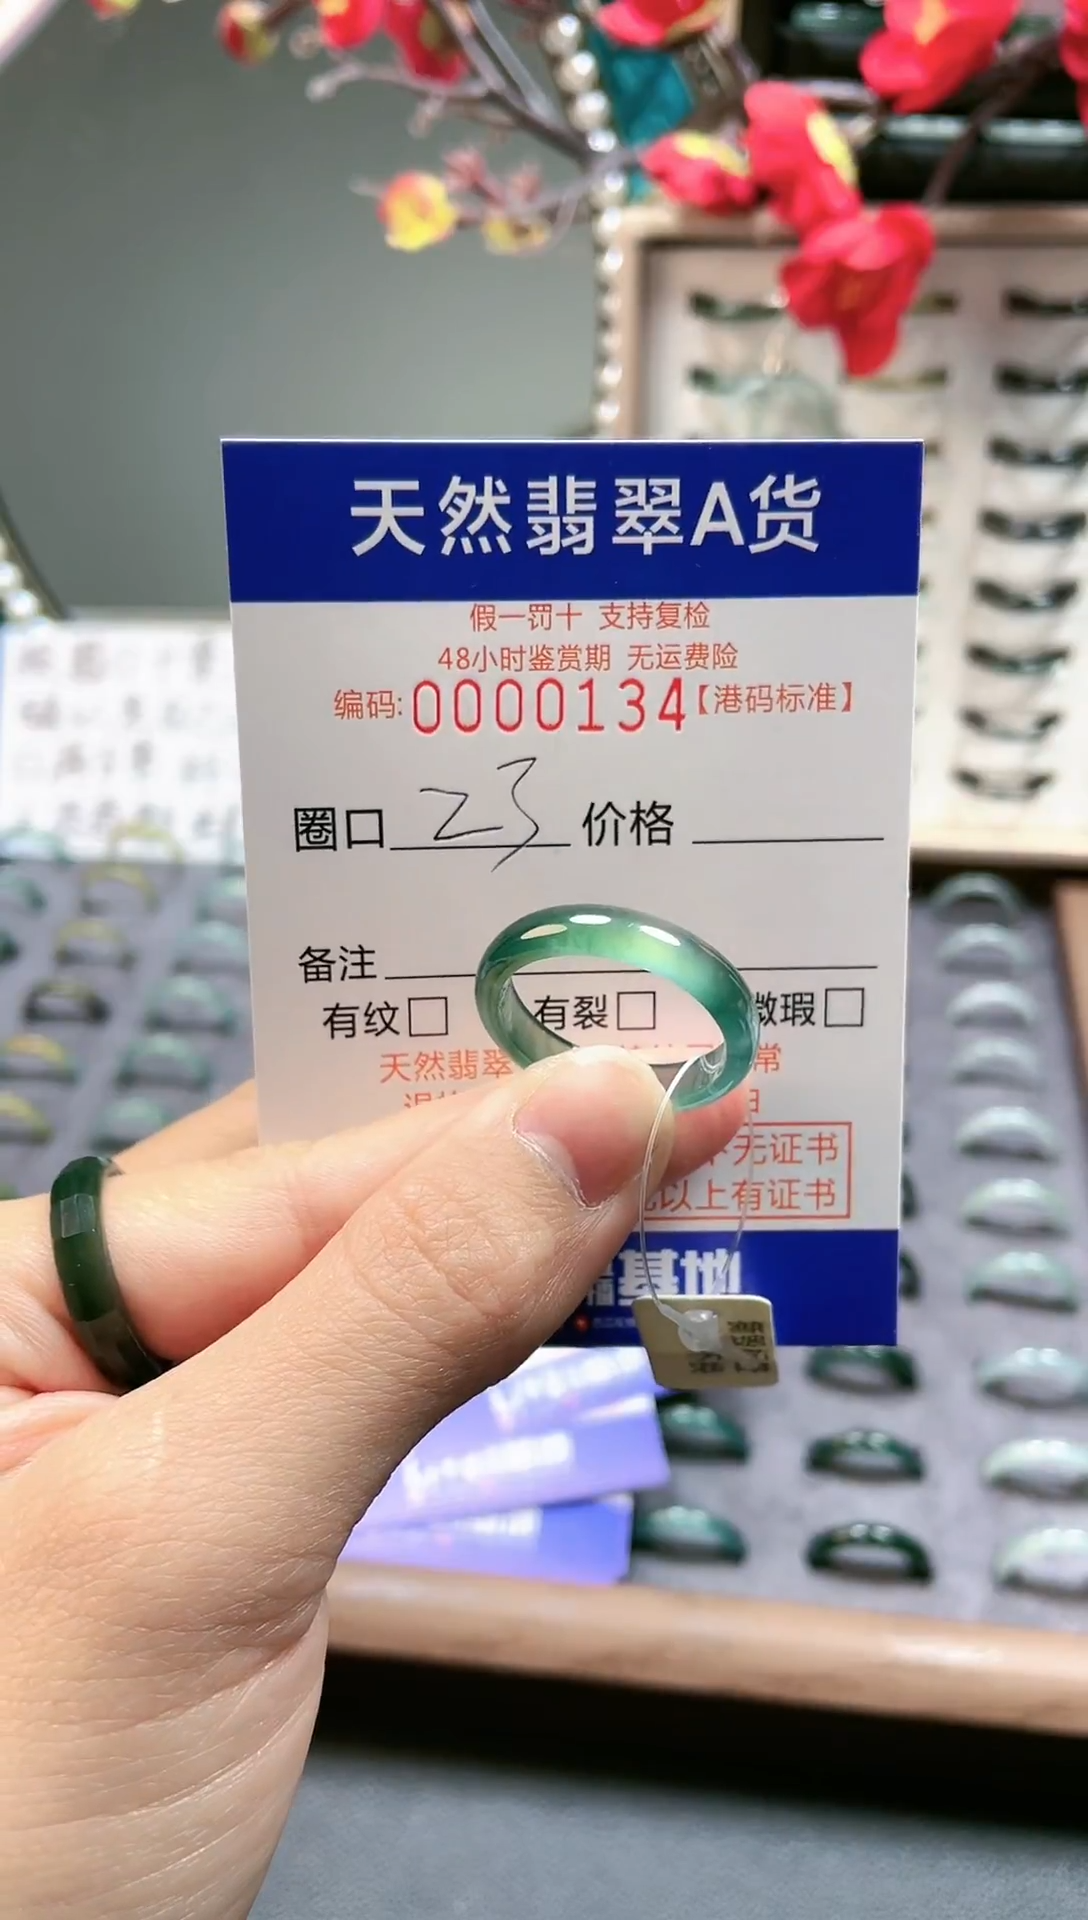 天然翡翠A货
假一罚十 支持复检
48小时鉴赏期 无运费险
编码:0000134【港码标准】
圈口 23 价格
备注
有纹□ 有裂□ 微瑕□
天然翡翠 常
无证书
以上有证书
基地